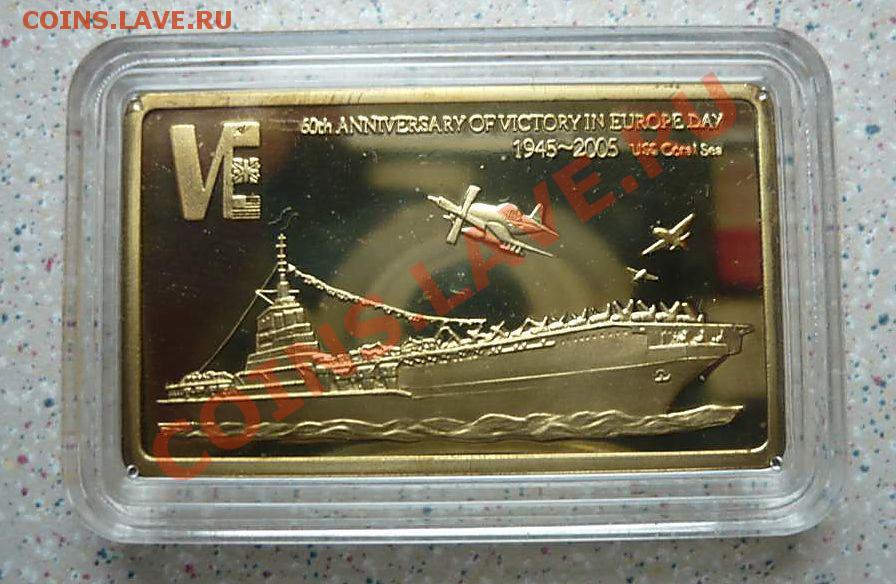 COINS.LAVE.RU
VE
60th ANNIVERSARY OF VICTORY IN EUROPE DAY
1945~2005 USS Coral Sea
COINS.LAVE.RU